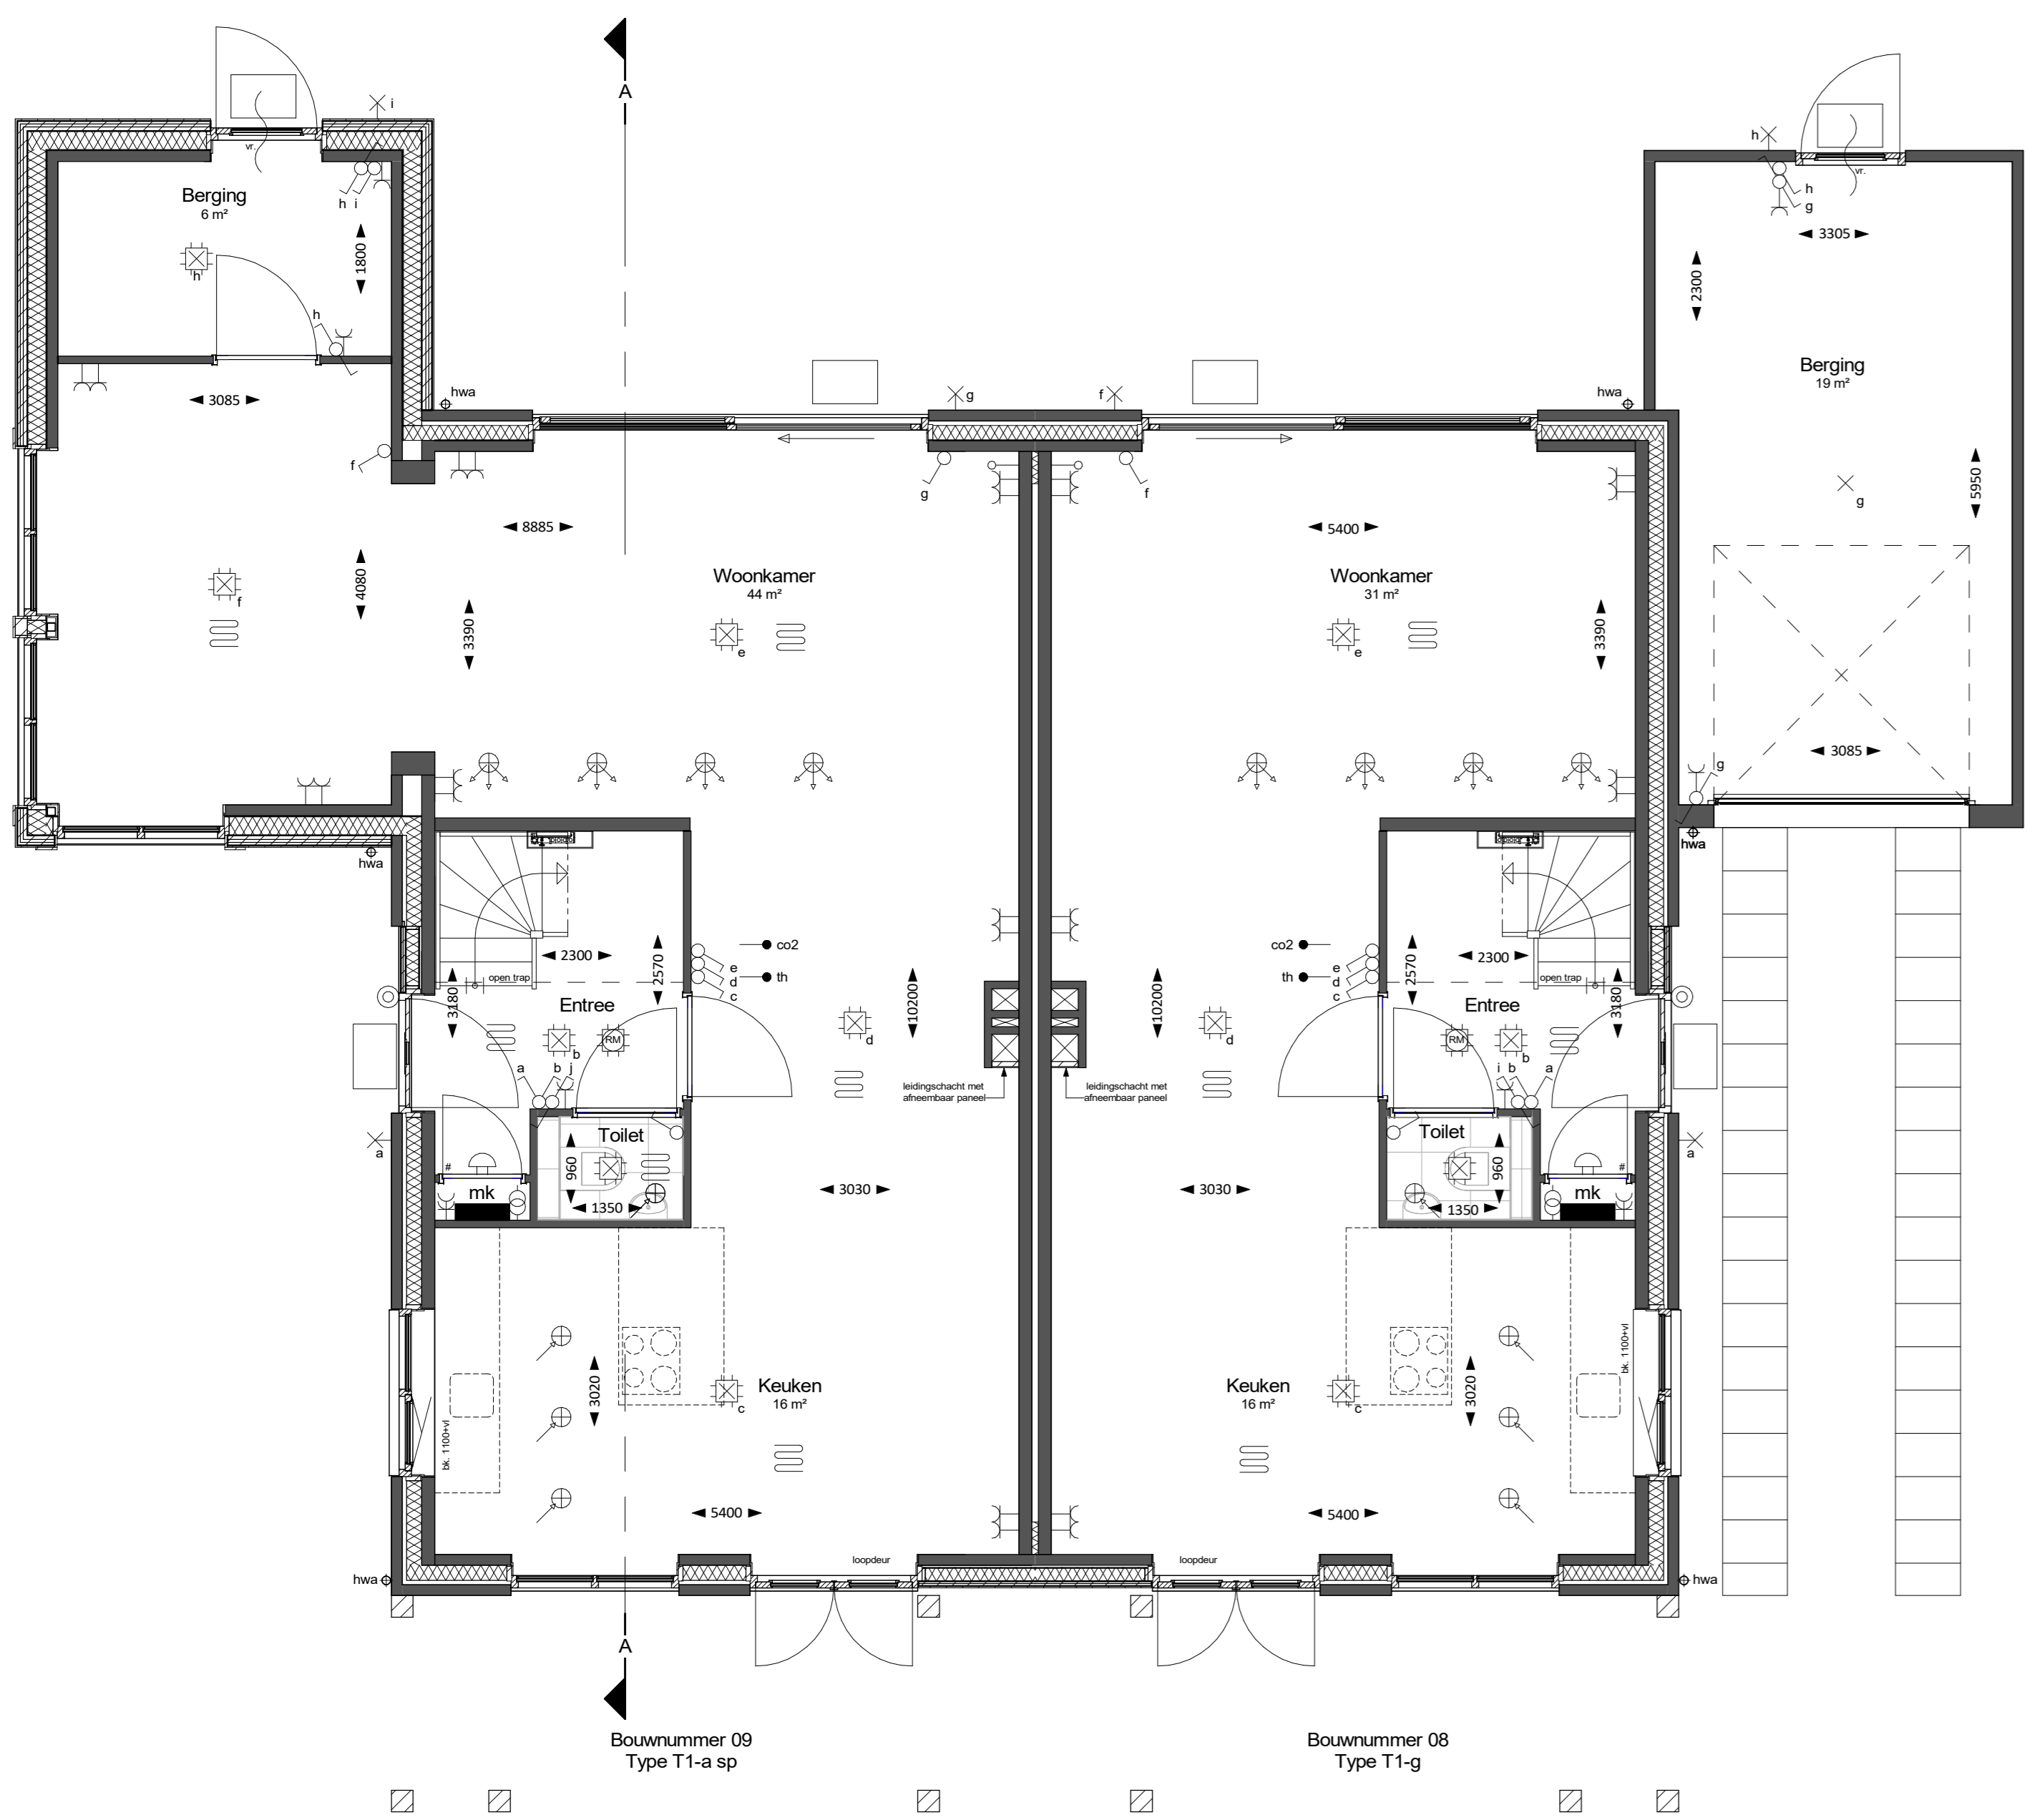 A
i
vr.
h
vr.
Berging
6 m²
h i
h
g
1800
3305
h
2300
h
Berging
19 m²
3085
hwa
g
f
hwa
f
g
f
5950
g
8885
5400
4080
Woonkamer
44 m²
Woonkamer
31 m²
f
3390
3390
e
e
3085
g
hwa
hwa
co2
co2
2300
2570
e
d
c
th
th
e
d
c
2570
2300
open trap
open trap
3180
Entree
10200
10200
Entree
3180
RM
b
d
d
RM
b
a b j
i b a
leidingschacht met
afneembaar paneel
leidingschacht met
afneembaar paneel
a
Toilet
Toilet
a
#
960
960
#
mk
1350
3030
3030
1350
mk
bk. 1100+vl
3020
Keuken
16 m²
Keuken
16 m²
3020
bk. 1100+vl
c
c
5400
5400
loopdeur
loopdeur
hwa
hwa
A
Bouwnummer 09
Type T1-a sp
Bouwnummer 08
Type T1-g